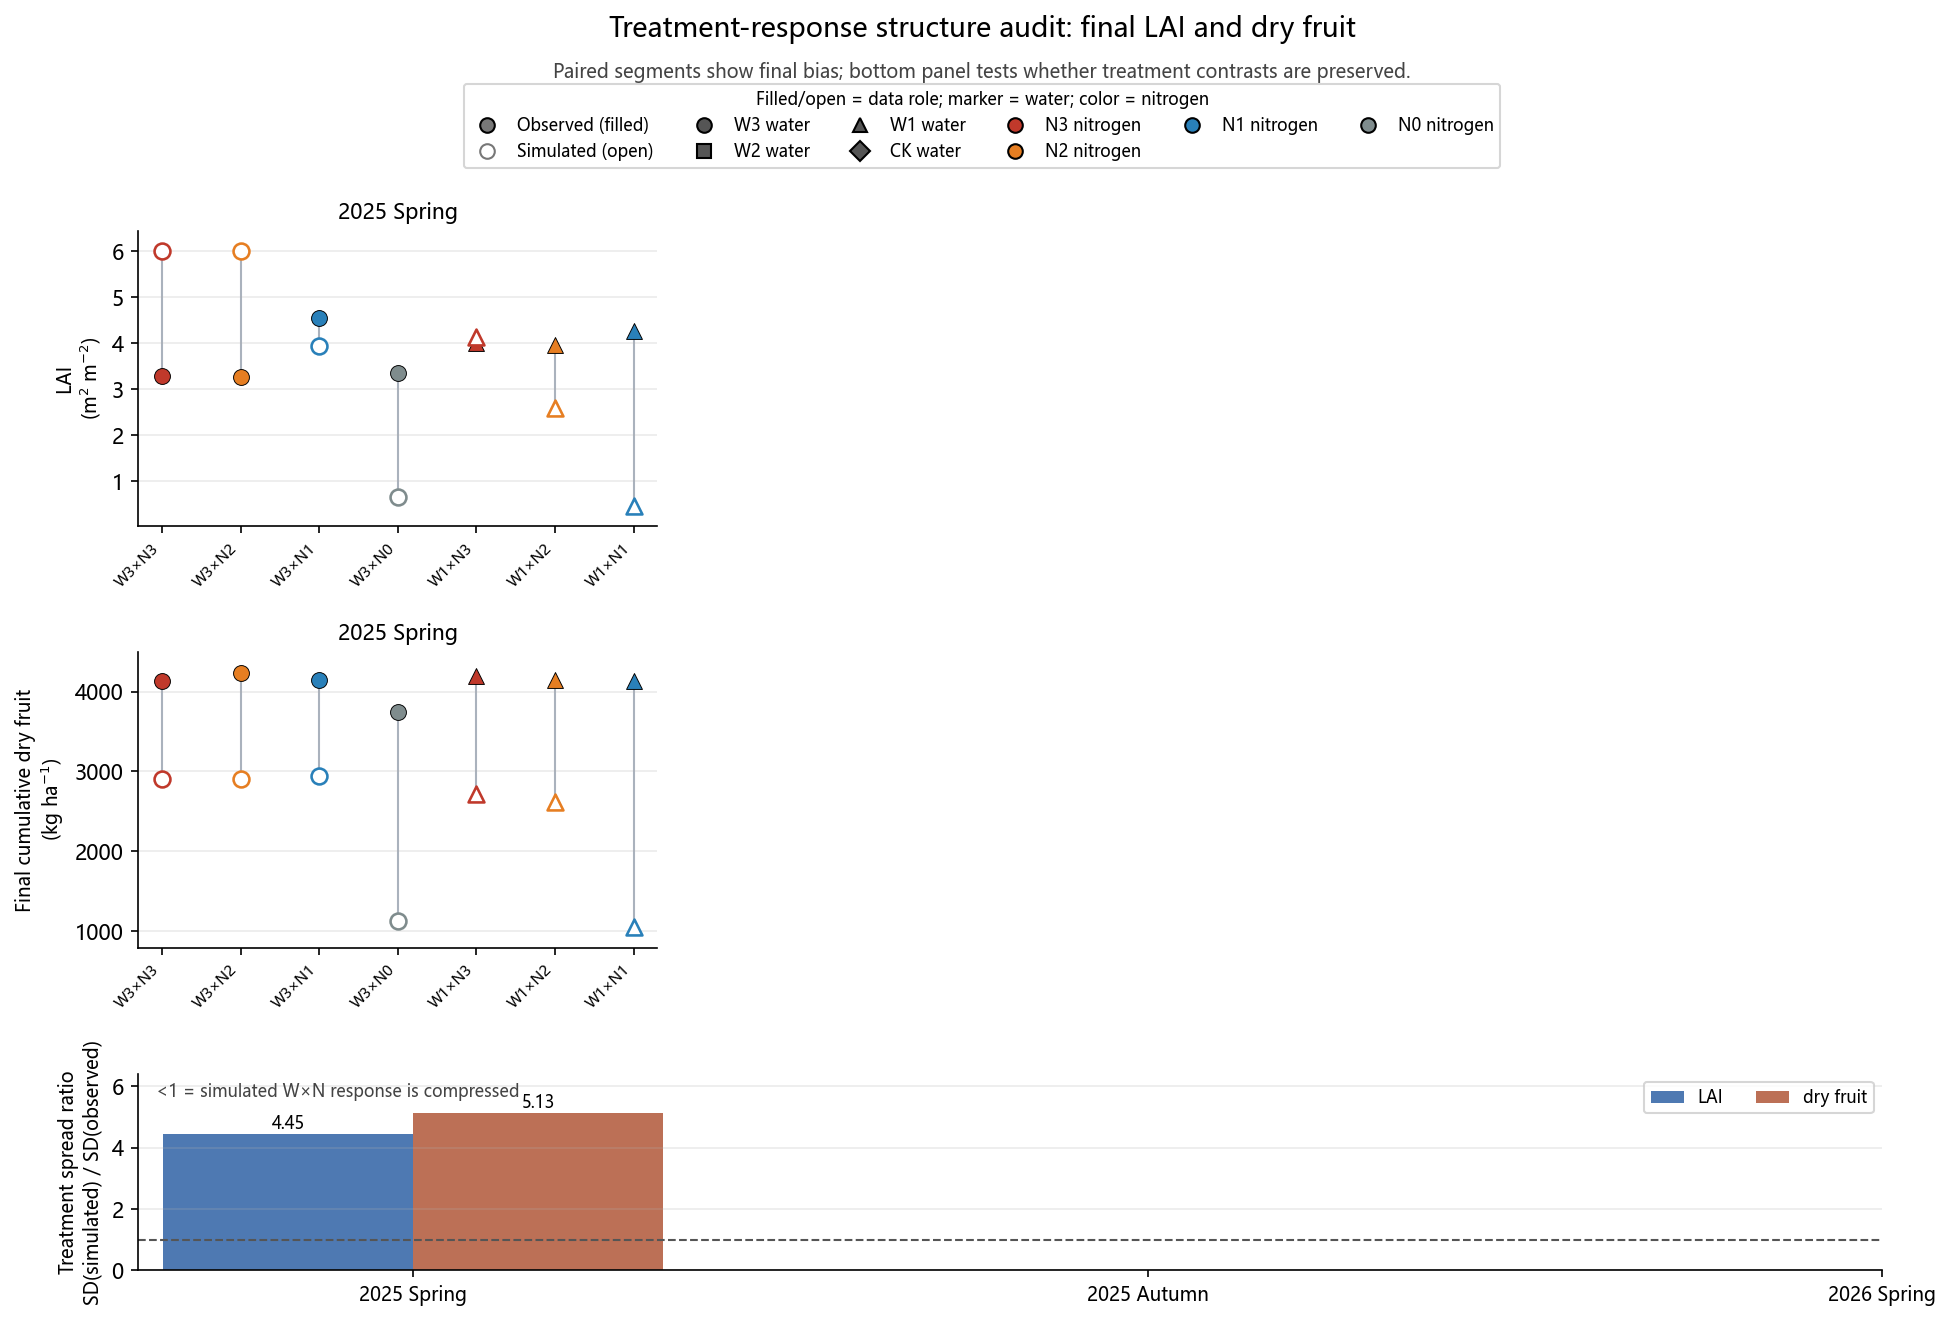 Treatment-response structure audit: final LAI and dry fruit
Paired segments show final bias; bottom panel tests whether treatment contrasts are preserved.
Filled/open = data role; marker = water; color = nitrogen
Observed (filled)
Simulated (open)
W3 water
W2 water
W1 water
CK water
N3 nitrogen
N2 nitrogen
N1 nitrogen
N0 nitrogen
2025 Spring
LAI
(m² m⁻²)
6
5
4
3
2
1
W3×N3
W3×N2
W3×N1
W3×N0
W1×N3
W1×N2
W1×N1
2025 Spring
Final cumulative dry fruit
(kg ha⁻¹)
4000
3000
2000
1000
W3×N3
W3×N2
W3×N1
W3×N0
W1×N3
W1×N2
W1×N1
Treatment spread ratio
SD(simulated) / SD(observed)
6
4
2
0
<1 = simulated W×N response is compressed
4.45
5.13
LAI
dry fruit
2025 Spring
2025 Autumn
2026 Spring